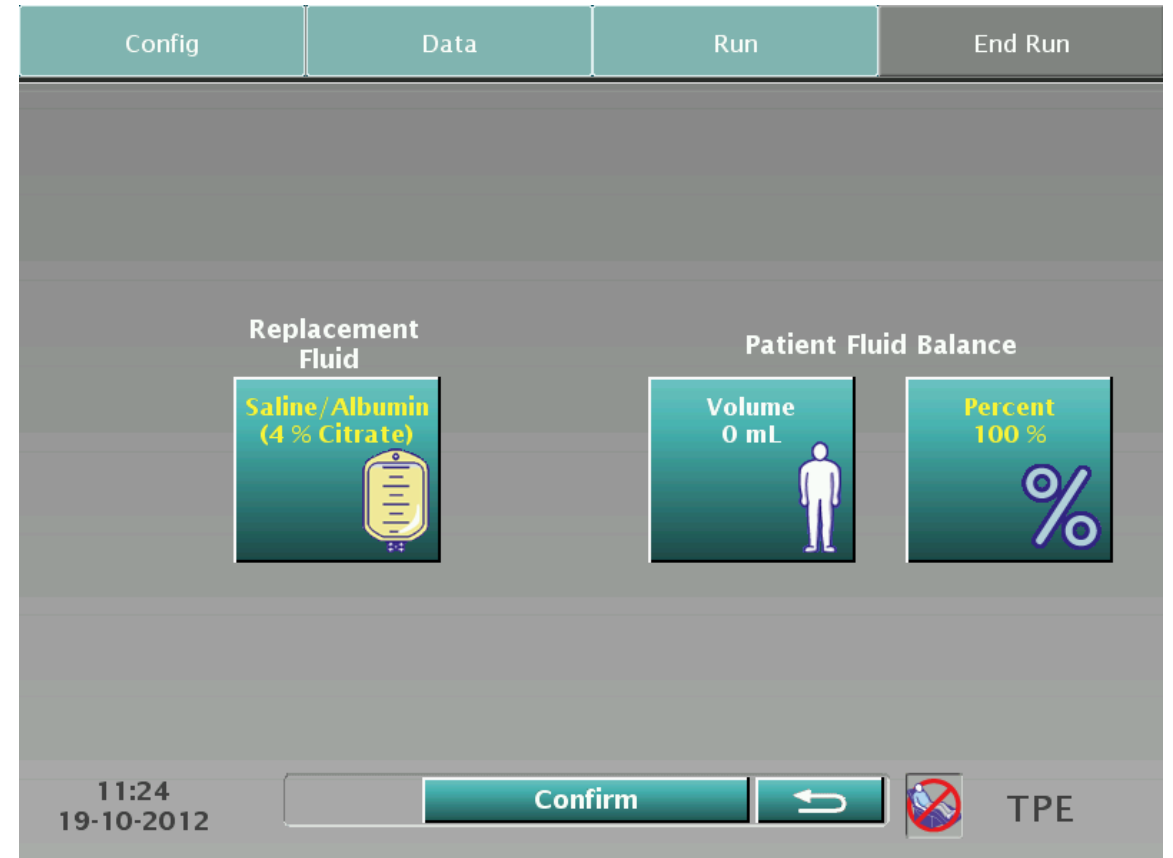 Config
Data
Run
End Run
Replacement
Fluid
Saline/Albumin
(4 % Citrate)
Patient Fluid Balance
Volume
0 mL
Percent
100 %
%
11:24
19-10-2012
Confirm
TPE